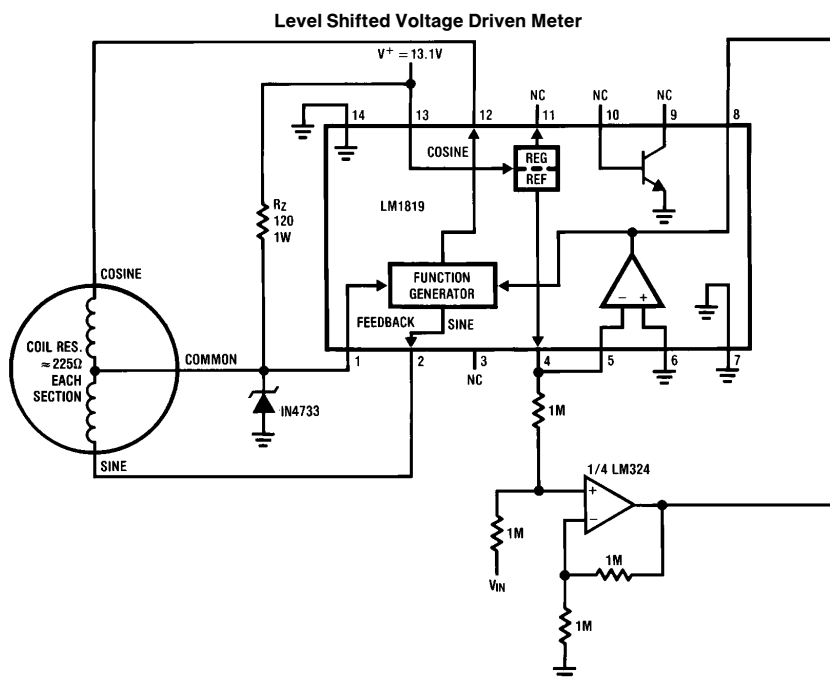 Level Shifted Voltage Driven Meter
V+ = 13.1V
NC
NC
NC
14
13
12
11
10
9
8
COSINE
REG
REF
LM1819
RZ
120
1W
COSINE
FUNCTION
GENERATOR
- +
FEEDBACK
SINE
COIL RES.
≈225Ω
EACH
SECTION
COMMON
1
2
3
4
5
6
7
NC
IN4733
1M
SINE
1/4 LM324
+
-
1M
1M
VIN
1M